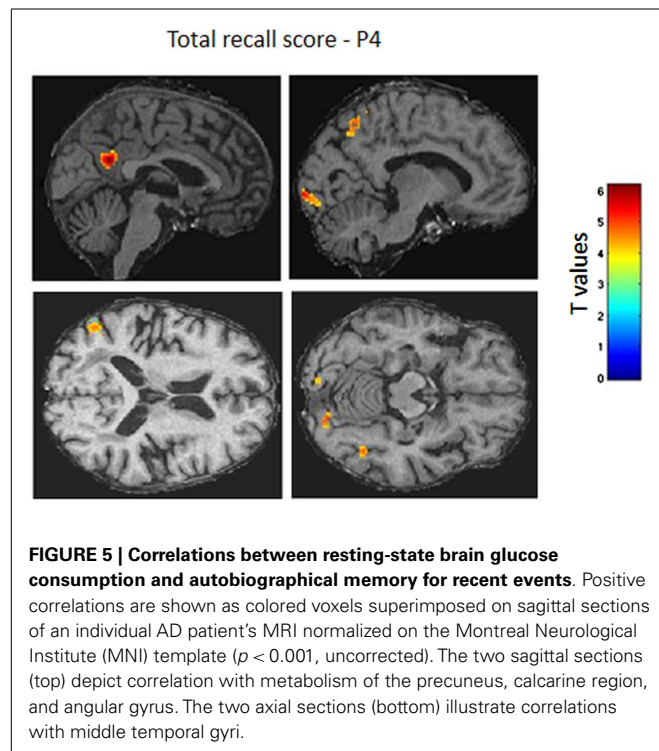 Total recall score - P4
6
5
4
3
2
1
0
T values
FIGURE 5 | Correlations between resting-state brain glucose
consumption and autobiographical memory for recent events. Positive
correlations are shown as colored voxels superimposed on sagittal sections
of an individual AD patient's MRI normalized on the Montreal Neurological
Institute (MNI) template (p < 0.001, uncorrected). The two sagittal sections
(top) depict correlation with metabolism of the precuneus, calcarine region,
and angular gyrus. The two axial sections (bottom) illustrate correlations
with middle temporal gyri.